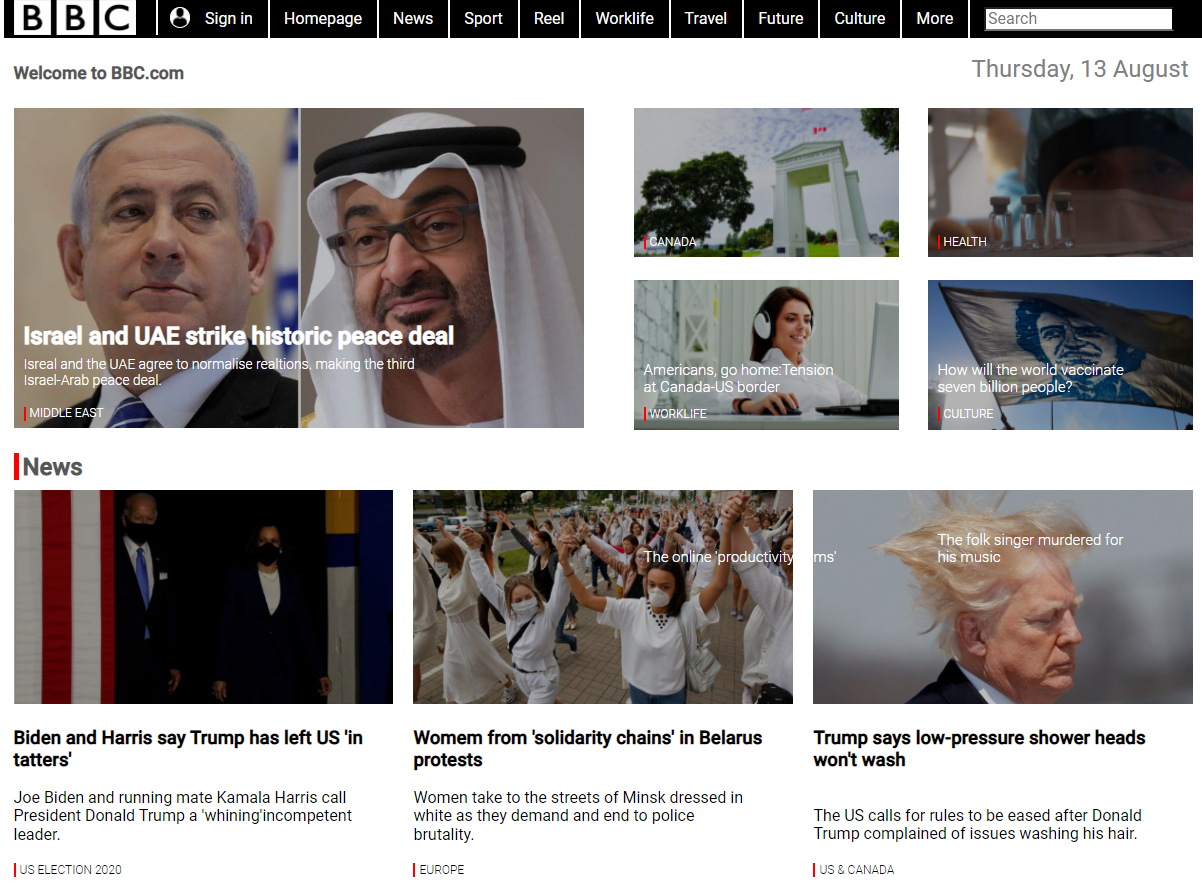 BBC
Sign in
Homepage
News
Sport
Reel
Worklife
Travel
Future
Culture
More
Search
Welcome to BBC.com
Thursday, 13 August
Israel and UAE strike historic peace deal
Isreal and the UAE agree to normalise realtions, making the third
Israel-Arab peace deal.
MIDDLE EAST
CANADA
HEALTH
Americans, go home:Tension
at Canada-US border
WORKLIFE
How will the world vaccinate
seven billion people?
CULTURE
News
The online 'productivity ms'
The folk singer murdered for
his music
Biden and Harris say Trump has left US 'in
tatters'
Joe Biden and running mate Kamala Harris call
President Donald Trump a 'whining'incompetent
leader.
US ELECTION 2020
Womem from 'solidarity chains' in Belarus
protests
Women take to the streets of Minsk dressed in
white as they demand and end to police
brutality.
EUROPE
Trump says low-pressure shower heads
won't wash
The US calls for rules to be eased after Donald
Trump complained of issues washing his hair.
US & CANADA